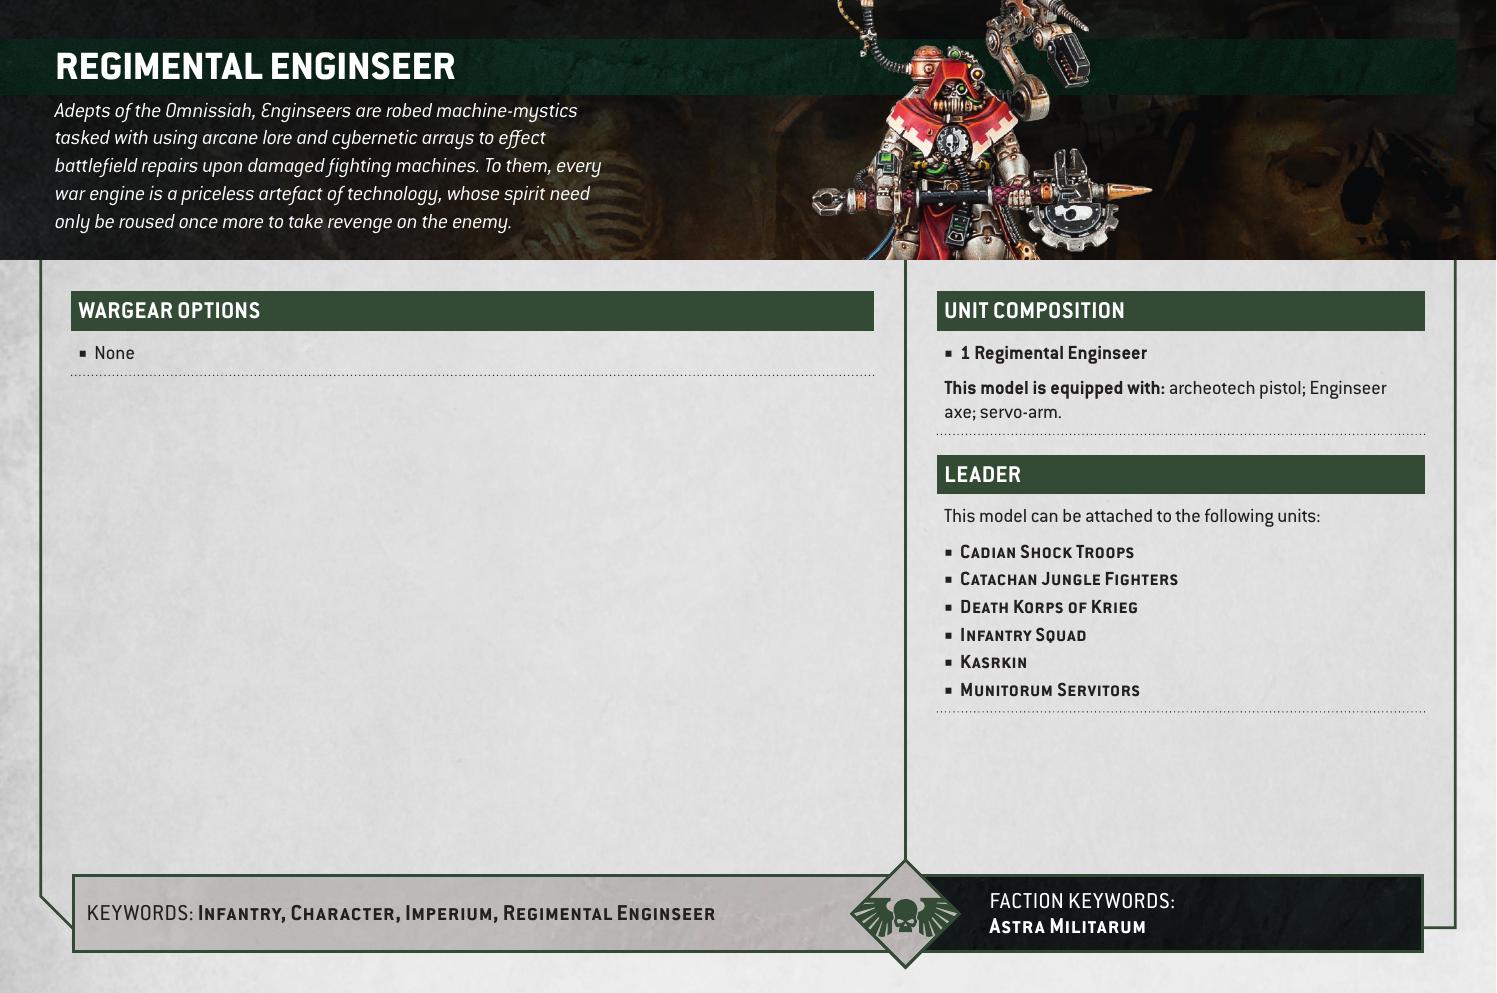 REGIMENTAL ENGINSEER
Adepts of the Omnissiah, Enginseers are robed machine-mystics
tasked with using arcane lore and cybernetic arrays to effect
battlefield repairs upon damaged fighting machines. To them, every
war engine is a priceless artefact of technology, whose spirit need
only be roused once more to take revenge on the enemy.
WARGEAR OPTIONS
▪ None
UNIT COMPOSITION
▪ 1 Regimental Enginseer
This model is equipped with: archeotech pistol; Enginseer
axe; servo-arm.
LEADER
This model can be attached to the following units:
▪ Cadian Shock Troops
▪ Catachan Jungle Fighters
▪ Death Korps of Krieg
▪ Infantry Squad
▪ Kasrkin
▪ Munitorum Servitors
KEYWORDS: Infantry, Character, Imperium, Regimental Enginseer
FACTION KEYWORDS:
Astra Militarum